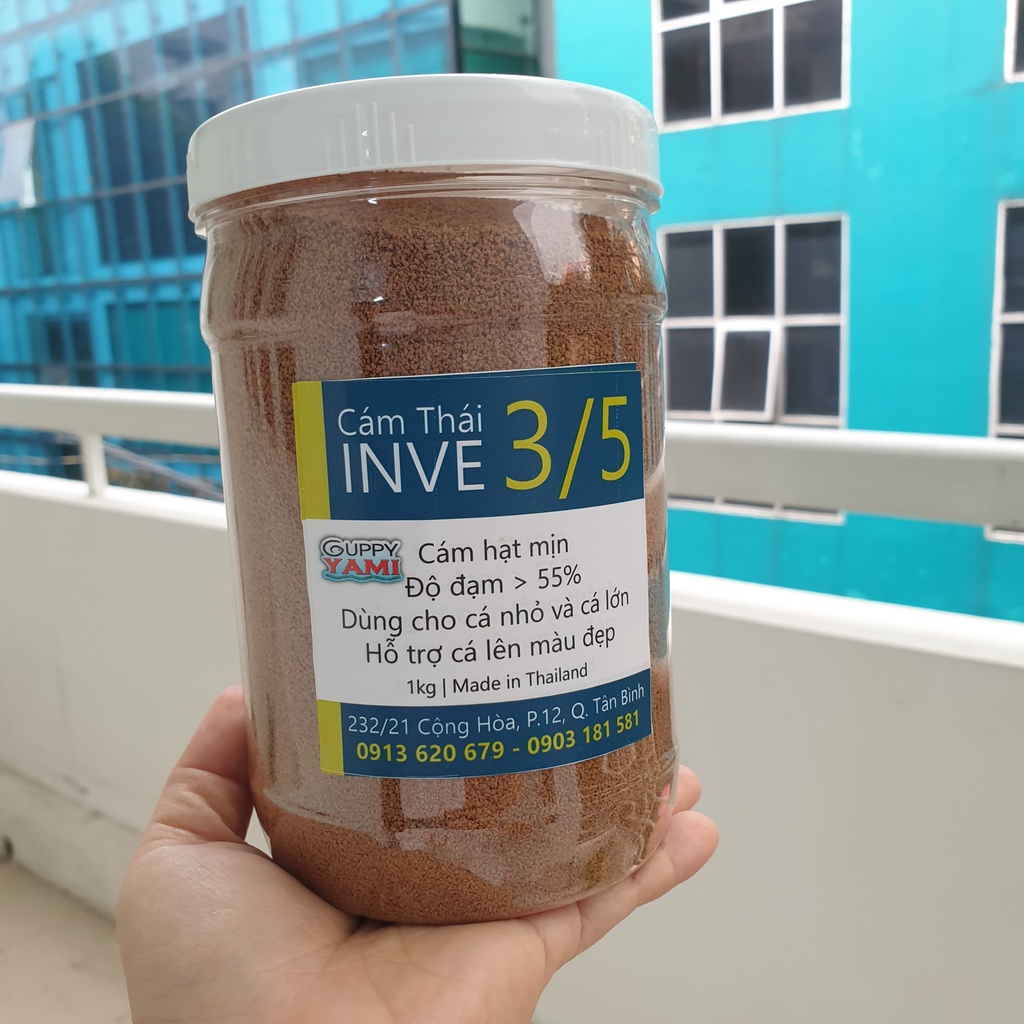 Cám Thái
INVE 3/5
GUPPY
YAMI
Cám hạt mịn
Độ đạm > 55%
Dùng cho cá nhỏ và cá lớn
Hỗ trợ cá lên màu đẹp
1kg | Made in Thailand
232/21 Cộng Hòa, P.12, Q. Tân Bình
0913 620 679 - 0903 181 581